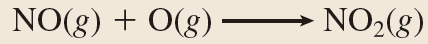 NO(g) + O(g) ⟶ NO₂(g)